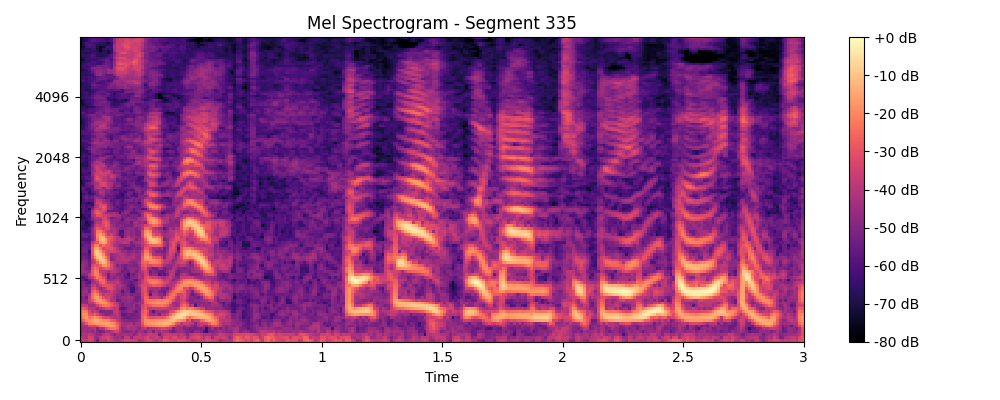 Mel Spectrogram - Segment 335
+0 dB
-10 dB
-20 dB
-30 dB
-40 dB
-50 dB
-60 dB
-70 dB
-80 dB
Frequency
4096
2048
1024
512
0
0 0.5 1 1.5 2 2.5 3
Time